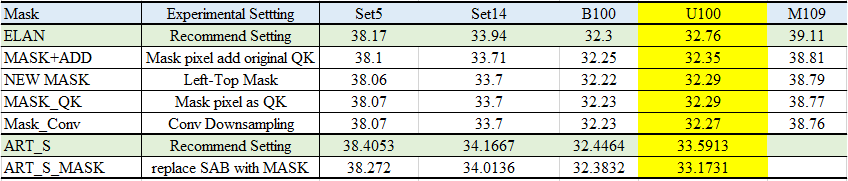 Mask Experimental Settting Set5 Set14 B100 U100 M109
ELAN Recommend Setting 38.17 33.94 32.3 32.76 39.11
MASK+ADD Mask pixel add original QK 38.1 33.71 32.25 32.35 38.81
NEW MASK Left-Top Mask 38.06 33.7 32.22 32.29 38.79
MASK_QK Mask pixel as QK 38.07 33.7 32.23 32.29 38.77
Mask_Conv Conv Downsampling 38.07 33.7 32.23 32.27 38.76
ART_S Recommend Setting 38.4053 34.1667 32.4464 33.5913
ART_S_MASK replace SAB with MASK 38.272 34.0136 32.3832 33.1731